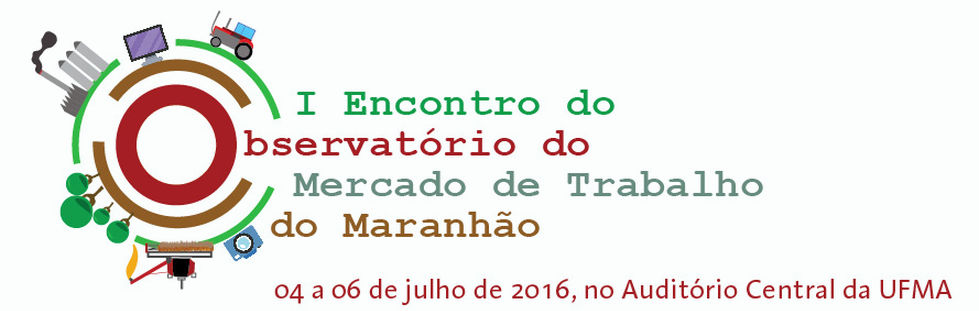 I Encontro do
Observatório do
Mercado de Trabalho
do Maranhão
04 a 06 de julho de 2016, no Auditório Central da UFMA